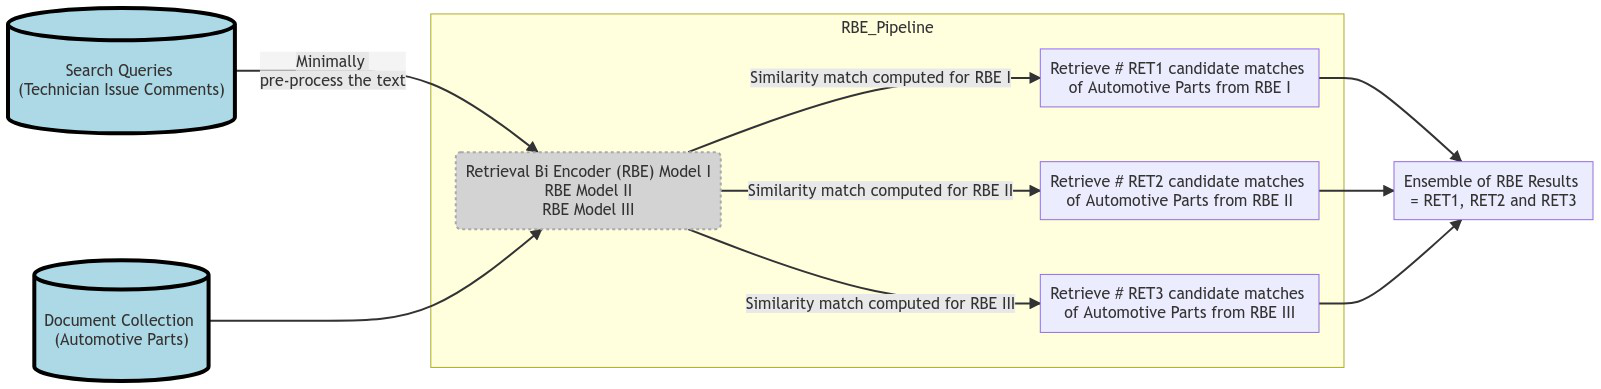 RBE_Pipeline
Search Queries
(Technician Issue Comments)
Minimally
pre-process the text
Document Collection
(Automotive Parts)
Retrieval Bi Encoder (RBE) Model I
RBE Model II
RBE Model III
Similarity match computed for RBE I
Similarity match computed for RBE II
Similarity match computed for RBE III
Retrieve # RET1 candidate matches
of Automotive Parts from RBE I
Retrieve # RET2 candidate matches
of Automotive Parts from RBE II
Retrieve # RET3 candidate matches
of Automotive Parts from RBE III
Ensemble of RBE Results
= RET1, RET2 and RET3